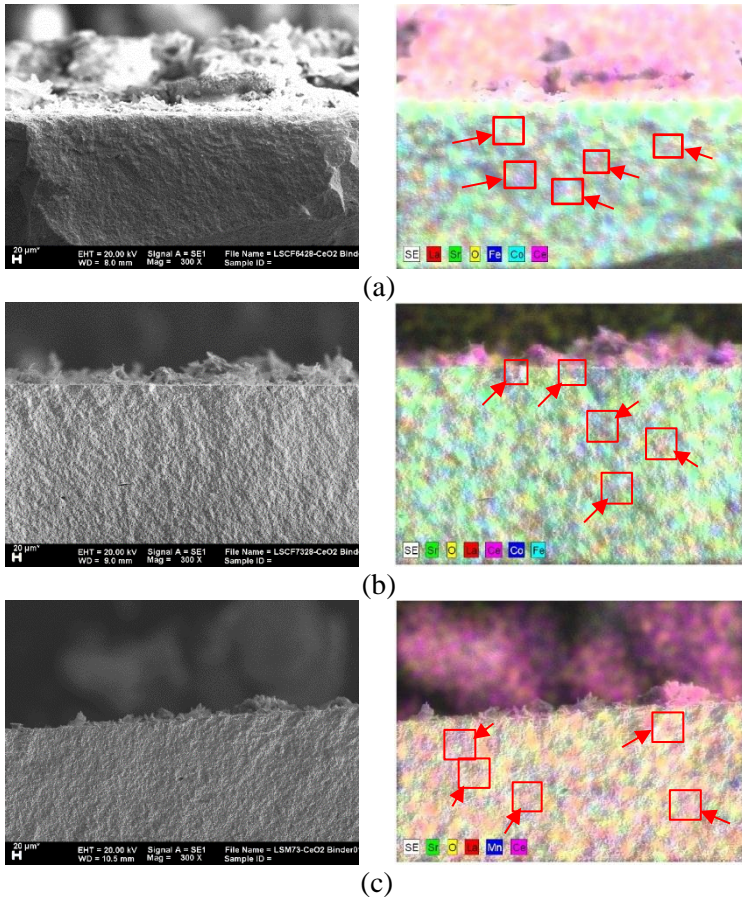 20 µm*
EHT = 20.00 kV Signal A = SE1 File Name = LSCF6428-CeO2 Binde
WD = 8.0 mm Mag = 300 X Sample ID =
SE La Sr O Fe Co Ce
(a)
20 µm*
EHT = 20.00 kV Signal A = SE1 File Name = LSCF7328-CeO2 Bind
WD = 9.0 mm Mag = 300 X Sample ID =
SE Sr O La Ce Co Fe
(b)
20 µm*
EHT = 20.00 kV Signal A = SE1 File Name = LSM73-CeO2 Binder0
WD = 10.5 mm Mag = 300 X Sample ID =
SE Sr O La Mn Ce
(c)